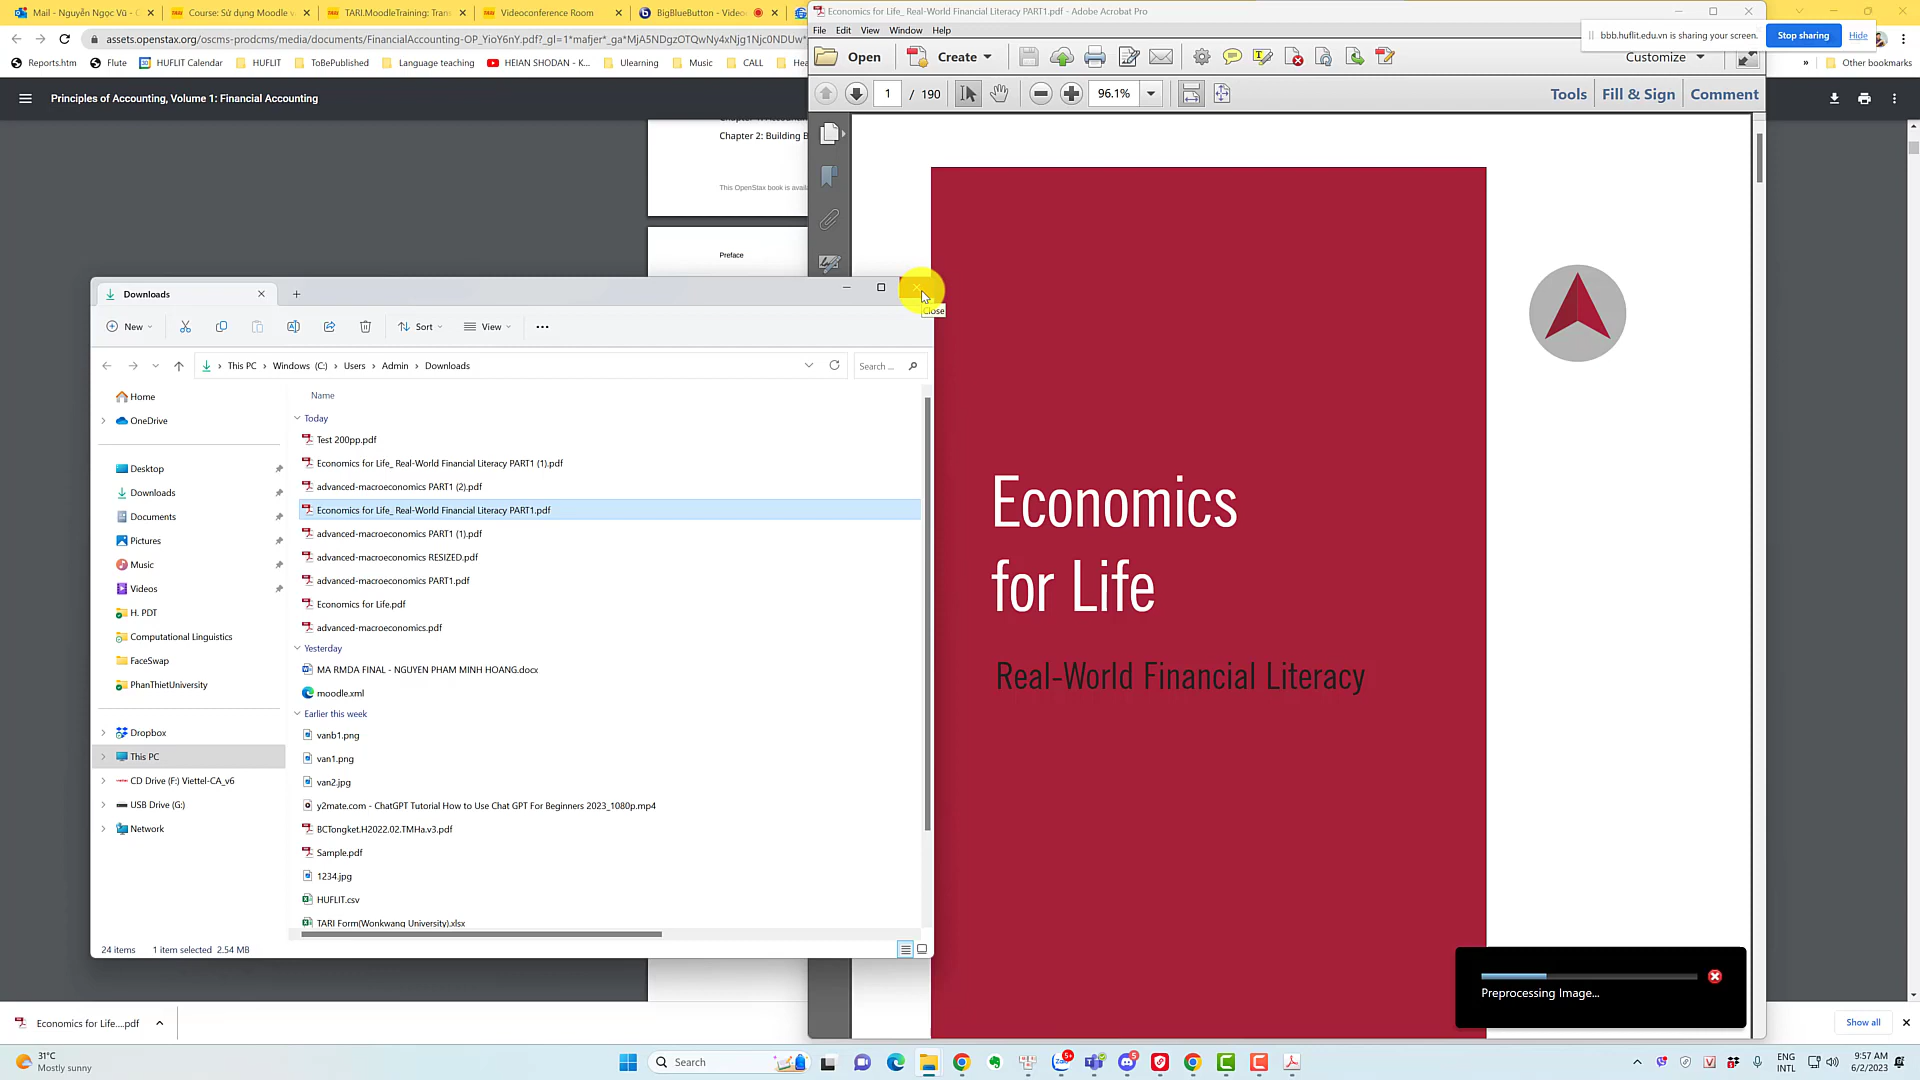 Mail - Nguyễn Ngọc Vũ - O
Course: Sử dụng Moodle v
TARI.MoodleTraining: Tran
Videoconference Room
BigBlueButton - Video
assets.openstax.org/oscms-prodcms/media/documents/FinancialAccounting-OP_YioY6nY.pdf?_gl=1*mafjer*_ga*MjA5NDgzOTQwNy4xNjg1Njc0NDUw*
Reports.htm
Flute
HUFLIT Calendar
HUFLIT
ToBePublished
Language teaching
HEIAN SHODAN - K...
Ulearning
Music
CALL
Hea
Other bookmarks
Principles of Accounting, Volume 1: Financial Accounting
Chapter 2: Building B
This OpenStax book is availa
Preface
Economics for Life_ Real-World Financial Literacy PART1.pdf - Adobe Acrobat Pro
File Edit View Window Help
bbb.huflit.edu.vn is sharing your screen.
Stop sharing
Hide
Open
Create
Customize
1 / 190
96.1%
Tools
Fill & Sign
Comment
Economics
for Life
Real-World Financial Literacy
Downloads
Close
New
Sort
View
This PC > Windows (C:) > Users > Admin > Downloads
Search ...
Home
OneDrive
Desktop
Downloads
Documents
Pictures
Music
Videos
H. PDT
Computational Linguistics
FaceSwap
PhanThietUniversity
Dropbox
This PC
CD Drive (F:) Viettel-CA_v6
USB Drive (G:)
Network
Name
Today
Test 200pp.pdf
Economics for Life_ Real-World Financial Literacy PART1 (1).pdf
advanced-macroeconomics PART1 (2).pdf
Economics for Life_ Real-World Financial Literacy PART1.pdf
advanced-macroeconomics PART1 (1).pdf
advanced-macroeconomics RESIZED.pdf
advanced-macroeconomics PART1.pdf
Economics for Life.pdf
advanced-macroeconomics.pdf
Yesterday
MA RMDA FINAL - NGUYEN PHAM MINH HOANG.docx
moodle.xml
Earlier this week
vanb1.png
van1.png
van2.jpg
y2mate.com - ChatGPT Tutorial How to Use Chat GPT For Beginners 2023_1080p.mp4
BCTongket.H2022.02.TMHa.v3.pdf
Sample.pdf
1234.jpg
HUFLIT.csv
TARI Form(Wonkwang University).xlsx
24 items
1 item selected 2.54 MB
Preprocessing Image...
Economics for Life....pdf
Show all
31°C
Mostly sunny
Search
5+
5
ENG
INTL
9:57 AM
6/2/2023